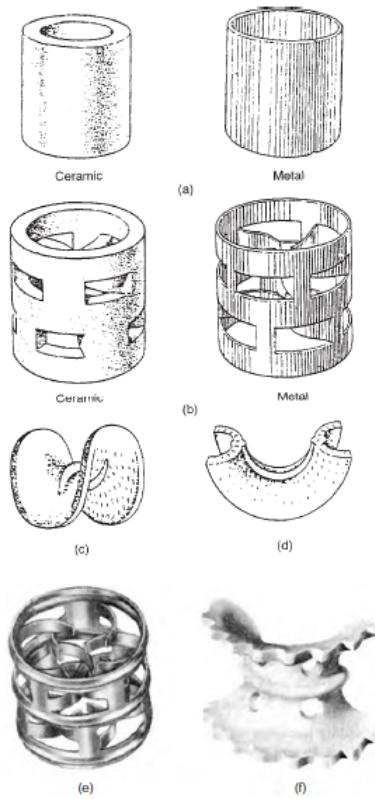 Ceramic Metal
(a)
Ceramic Metal
(b)
(c) (d)
(e) (f)